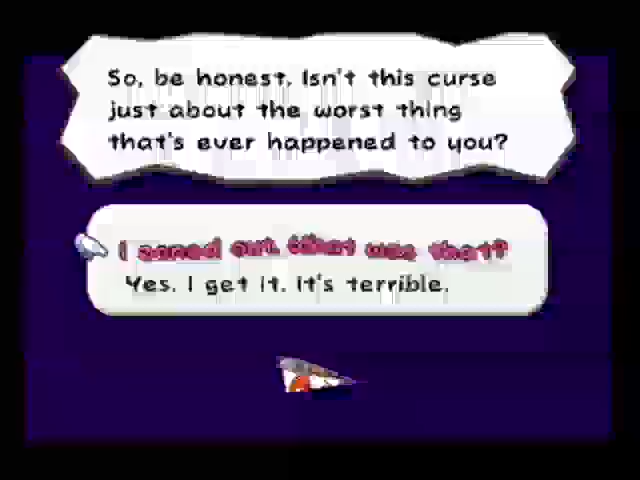 So, be honest. Isn't this curse
just about the worst thing
that's ever happened to you?
I zoned out. What was that?
Yes. I get it. It's terrible.